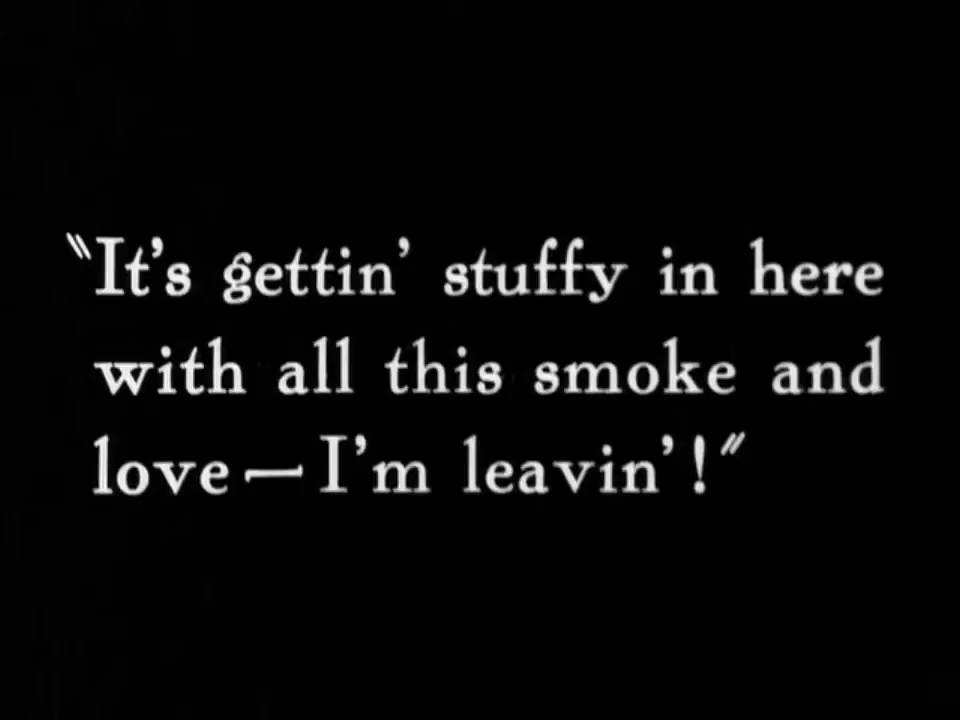 "It's gettin' stuffy in here
with all this smoke and
love — I'm leavin'!"